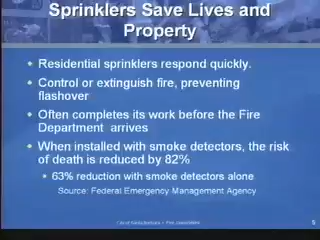 Sprinklers Save Lives and
Property
Residential sprinklers respond quickly.
Control or extinguish fire, preventing
flashover
Often completes its work before the Fire
Department arrives
When installed with smoke detectors, the risk
of death is reduced by 82%
63% reduction with smoke detectors alone
Source: Federal Emergency Management Agency
5